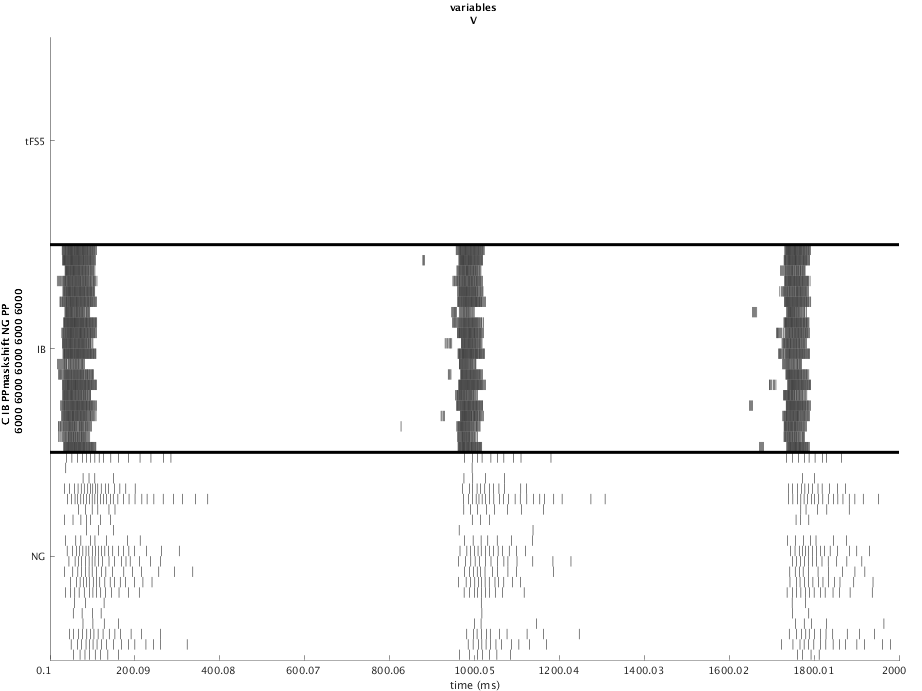 variables
V
tFS5
IB
NG
C IB PPmaskshift NG PP
6000 6000 6000 6000 6000
0.1 200.09 400.08 600.07 800.06 1000.05 1200.04 1400.03 1600.02 1800.01 2000
time (ms)